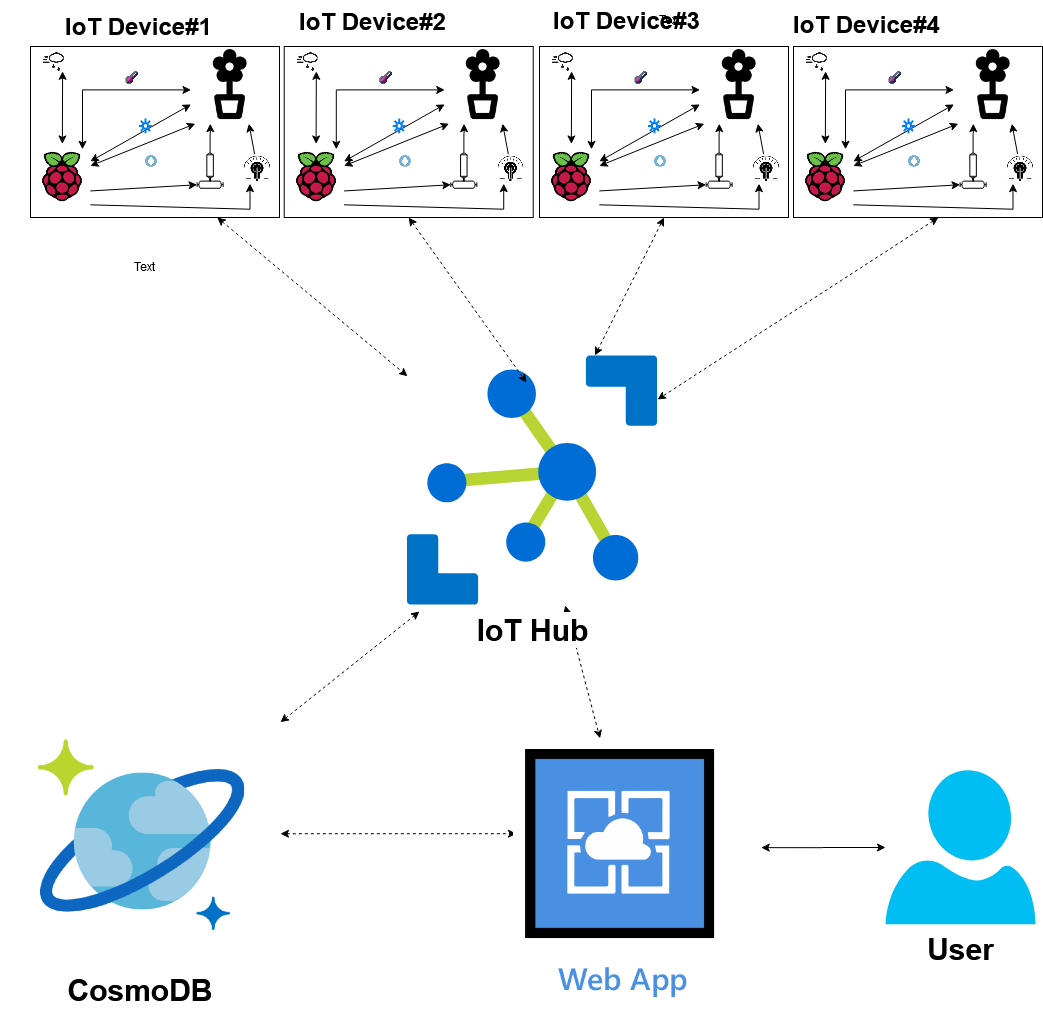 IoT Device#1
IoT Device#2
IoT Device#3
Text
IoT Device#4
Text
IoT Hub
CosmoDB
Web App
User